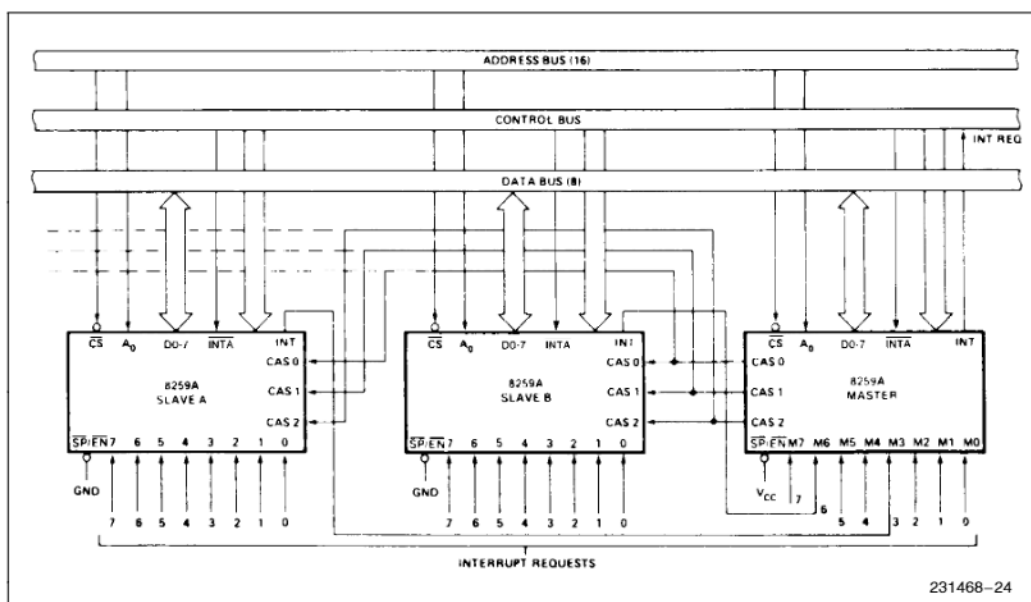 ADDRESS BUS (16)
CONTROL BUS
INT REQ
DATA BUS (8)
CS A0 D0-7 INTA INT
CAS 0
8259A
SLAVE A
CAS 1
CAS 2
SP/EN 7 6 5 4 3 2 1 0
GND
7 6 5 4 3 2 1 0
CS A0 D0-7 INTA INT
CAS 0
8259A
SLAVE B
CAS 1
CAS 2
SP/EN 7 6 5 4 3 2 1 0
GND
7 6 5 4 3 2 1 0
CS A0 D0-7 INTA INT
CAS 0
8259A
MASTER
CAS 1
CAS 2
SP/EN M7 M6 M5 M4 M3 M2 M1 M0
VCC
7 6 5 4 3 2 1 0
INTERRUPT REQUESTS
231468-24